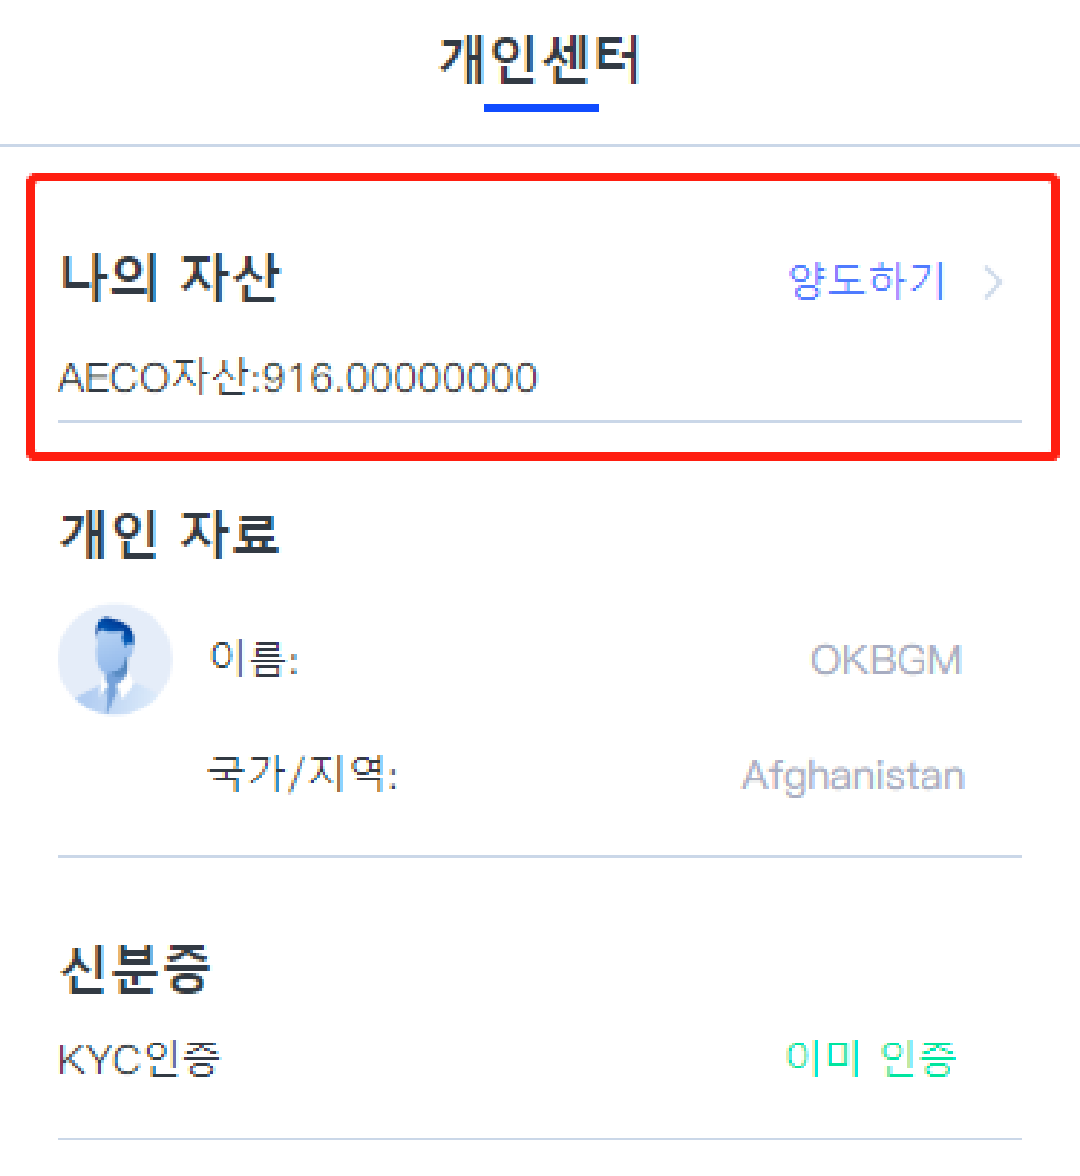 개인센터
나의 자산 양도하기
AECO자산:916.00000000
개인 자료
이름: OKBGM
국가/지역: Afghanistan
신분증
KYC인증 이미 인증